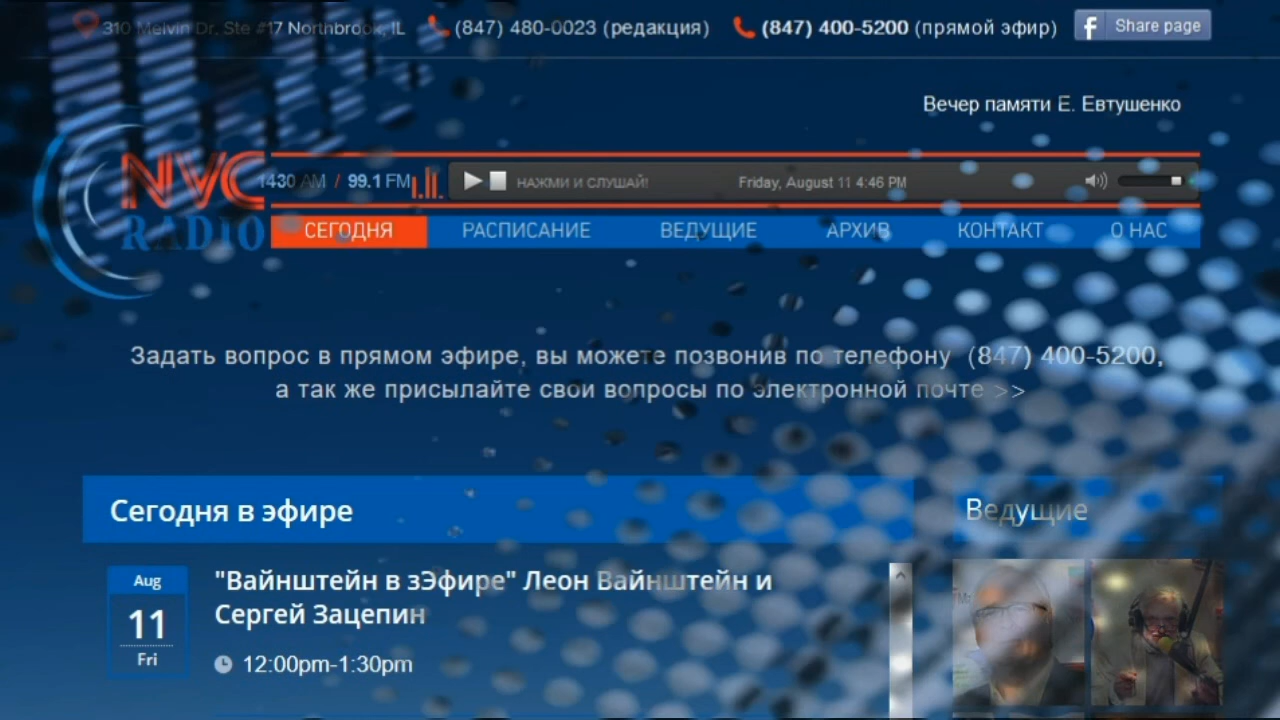 310 Melvin Dr. Ste #17 Northbrook, IL (847) 480-0023 (редакция) (847) 400-5200 (прямой эфир) Share page
Вечер памяти Е. Евтушенко
NVC
RADIO
1430 AM / 99.1 FM НАЖМИ И СЛУШАЙ! Friday, August 11 4:46 PM
СЕГОДНЯ РАСПИСАНИЕ ВЕДУЩИЕ АРХИВ КОНТАКТ О НАС
Задать вопрос в прямом эфире, вы можете позвонив по телефону (847) 400-5200,
а так же присылайте свои вопросы по электронной почте >>
Сегодня в эфире
Ведущие
Aug
11
Fri
"Вайнштейн в зЭфире" Леон Вайнштейн и
Сергей Зацепин
12:00pm-1:30pm